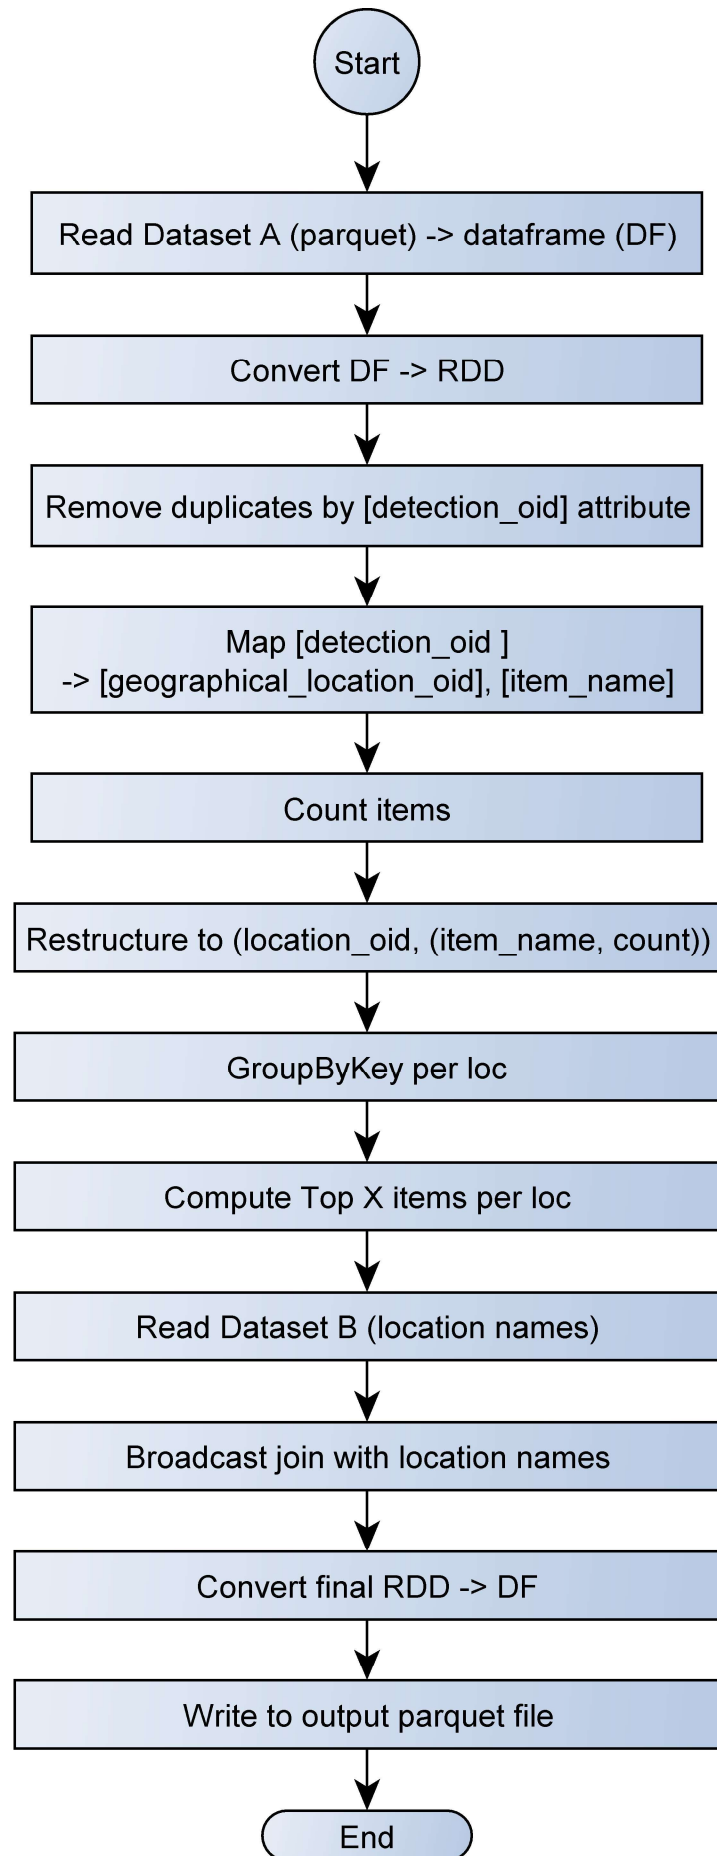 Start
Read Dataset A (parquet) -> dataframe (DF)
Convert DF -> RDD
Remove duplicates by [detection_oid] attribute
Map [detection_oid ]
-> [geographical_location_oid], [item_name]
Count items
Restructure to (location_oid, (item_name, count))
GroupByKey per loc
Compute Top X items per loc
Read Dataset B (location names)
Broadcast join with location names
Convert final RDD -> DF
Write to output parquet file
End